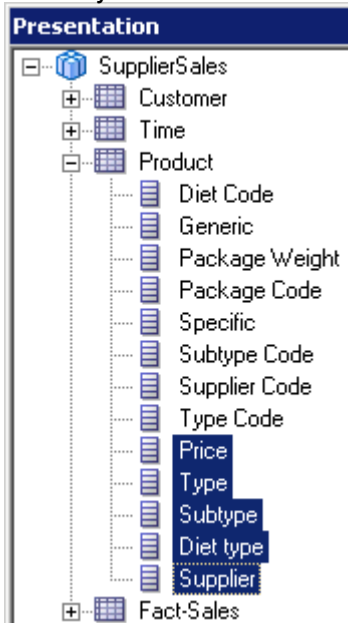 Presentation
SupplierSales
Customer
Time
Product
Diet Code
Generic
Package Weight
Package Code
Specific
Subtype Code
Supplier Code
Type Code
Price
Type
Subtype
Diet type
Supplier
Fact-Sales